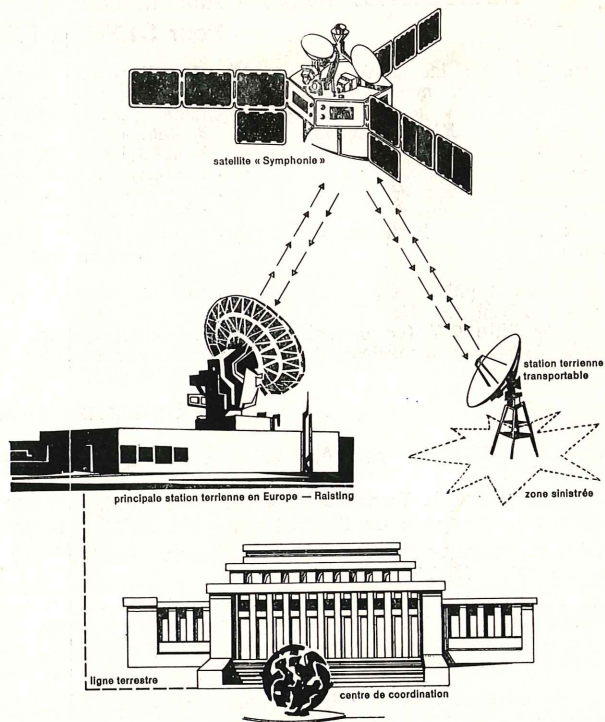 satellite « Symphonie »
station terrienne
transportable
zone sinistrée
principale station terrienne en Europe — Raisting
ligne terrestre
centre de coordination